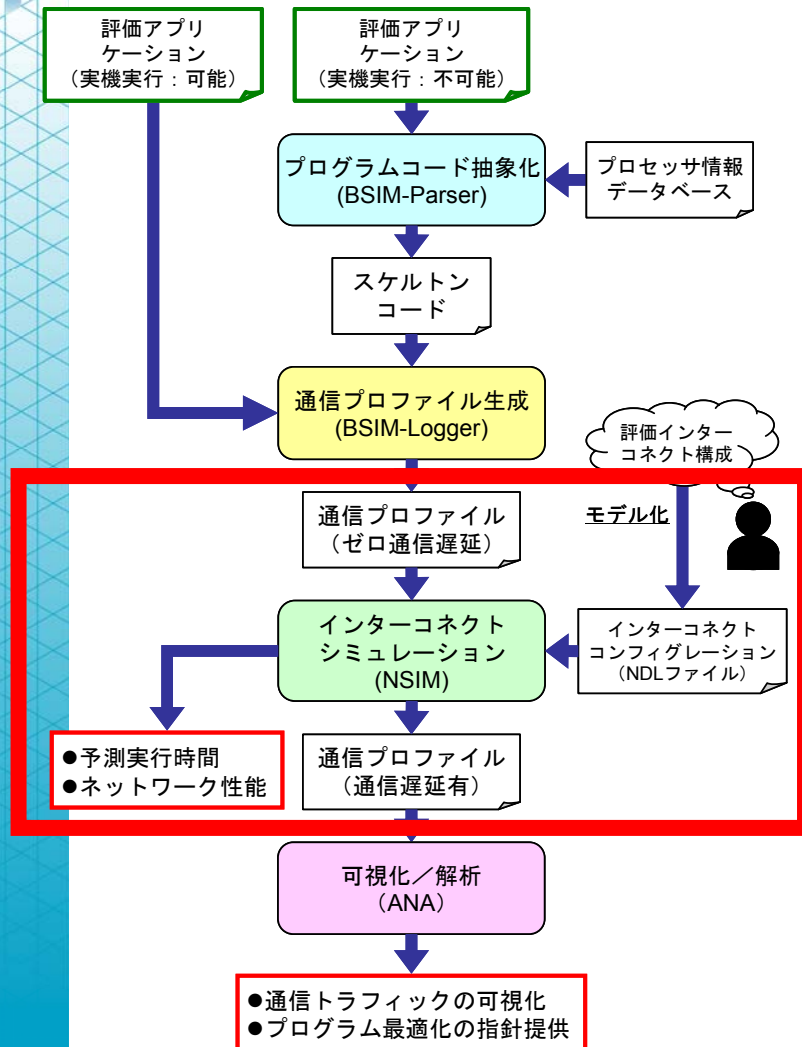 評価アプリ
ケーション
（実機実行：可能）
評価アプリ
ケーション
（実機実行：不可能）
プログラムコード抽象化
(BSIM-Parser)
プロセッサ情報
データベース
スケルトン
コード
通信プロファイル生成
(BSIM-Logger)
評価インター
コネクト構成
通信プロファイル
（ゼロ通信遅延）
モデル化
インターコネクト
シミュレーション
(NSIM)
インターコネクト
コンフィグレーション
（NDLファイル）
●予測実行時間
●ネットワーク性能
通信プロファイル
（通信遅延有）
可視化／解析
（ANA）
●通信トラフィックの可視化
●プログラム最適化の指針提供